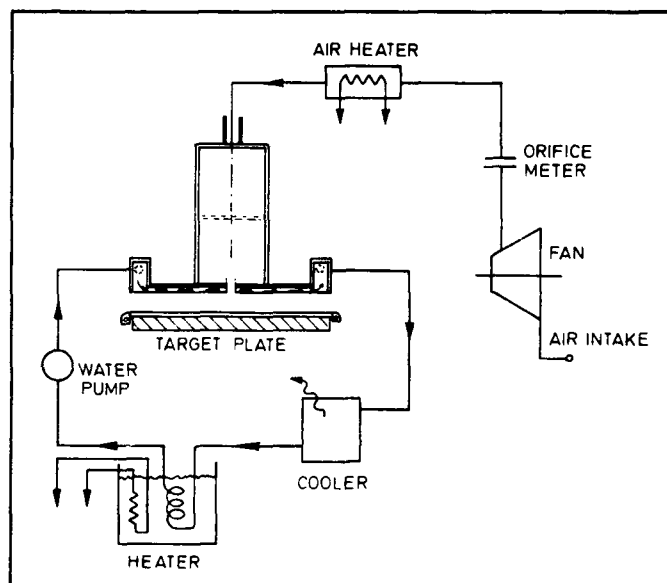 AIR HEATER
ORIFICE
METER
FAN
AIR INTAKE
TARGET PLATE
WATER
PUMP
COOLER
HEATER